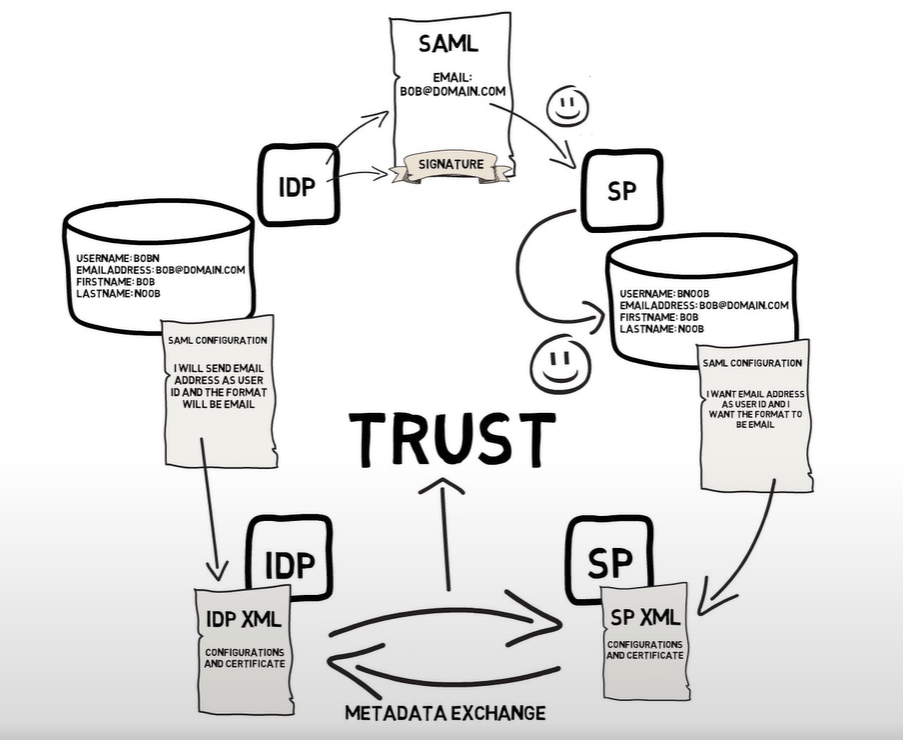 SAML
EMAIL:
BOB@DOMAIN.COM
SIGNATURE
IDP
SP
USERNAME:BOBN
EMAILADDRESS:BOB@DOMAIN.COM
FIRSTNAME:BOB
LASTNAME:NOOB
USERNAME:BNOOB
EMAILADDRESS:BOB@DOMAIN.COM
FIRSTNAME:BOB
LASTNAME:NOOB
SAML CONFIGURATION
I WILL SEND EMAIL
ADDRESS AS USER
ID AND THE FORMAT
WILL BE EMAIL
SAML CONFIGURATION
I WANT EMAIL ADDRESS
AS USER ID AND I
WANT THE FORMAT TO
BE EMAIL
TRUST
IDP
SP
IDP XML
CONFIGURATIONS
AND CERTIFICATE
SP XML
CONFIGURATIONS
AND CERTIFICATE
METADATA EXCHANGE